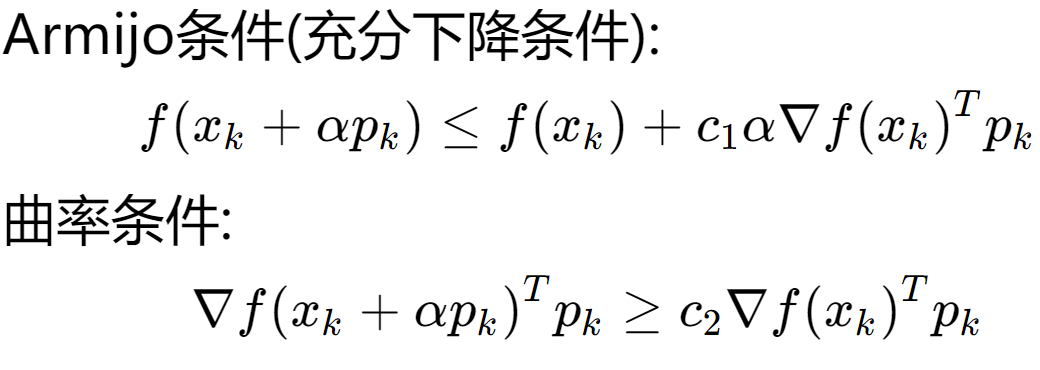 Armijo条件(充分下降条件):
f(x_k + αp_k) ≤ f(x_k) + c_1α∇f(x_k)^T p_k
曲率条件:
∇f(x_k + αp_k)^T p_k ≥ c_2∇f(x_k)^T p_k